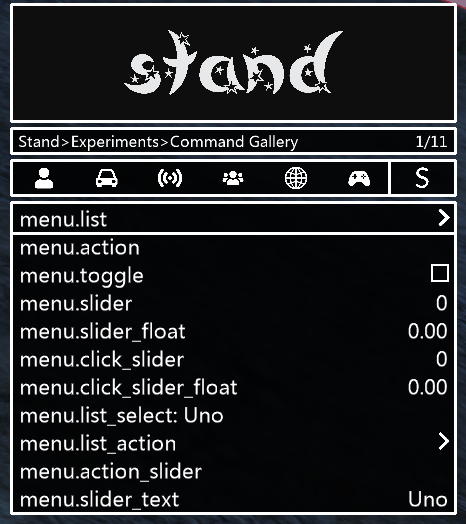 stand
Stand>Experiments>Command Gallery 1/11
S
menu.list
menu.action
menu.toggle
menu.slider 0
menu.slider_float 0.00
menu.click_slider 0
menu.click_slider_float 0.00
menu.list_select: Uno
menu.list_action
menu.action_slider
menu.slider_text Uno